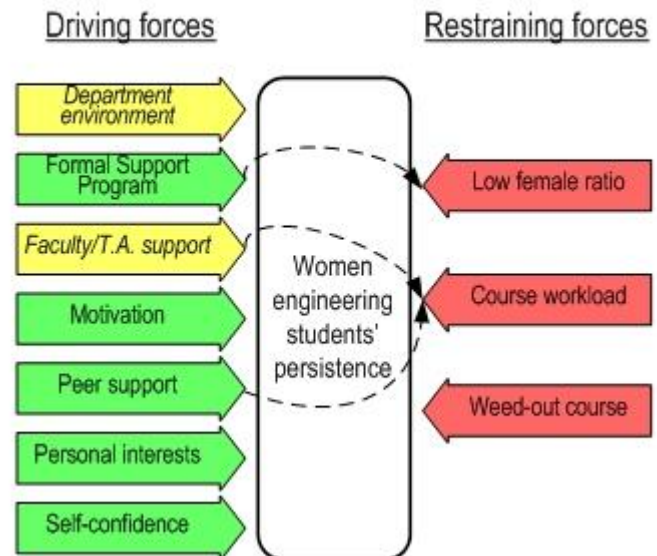 Driving forces
Restraining forces
Department
environment
Formal Support
Program
Faculty/T.A. support
Motivation
Peer support
Personal interests
Self-confidence
Women
engineering
students'
persistence
Low female ratio
Course workload
Weed-out course